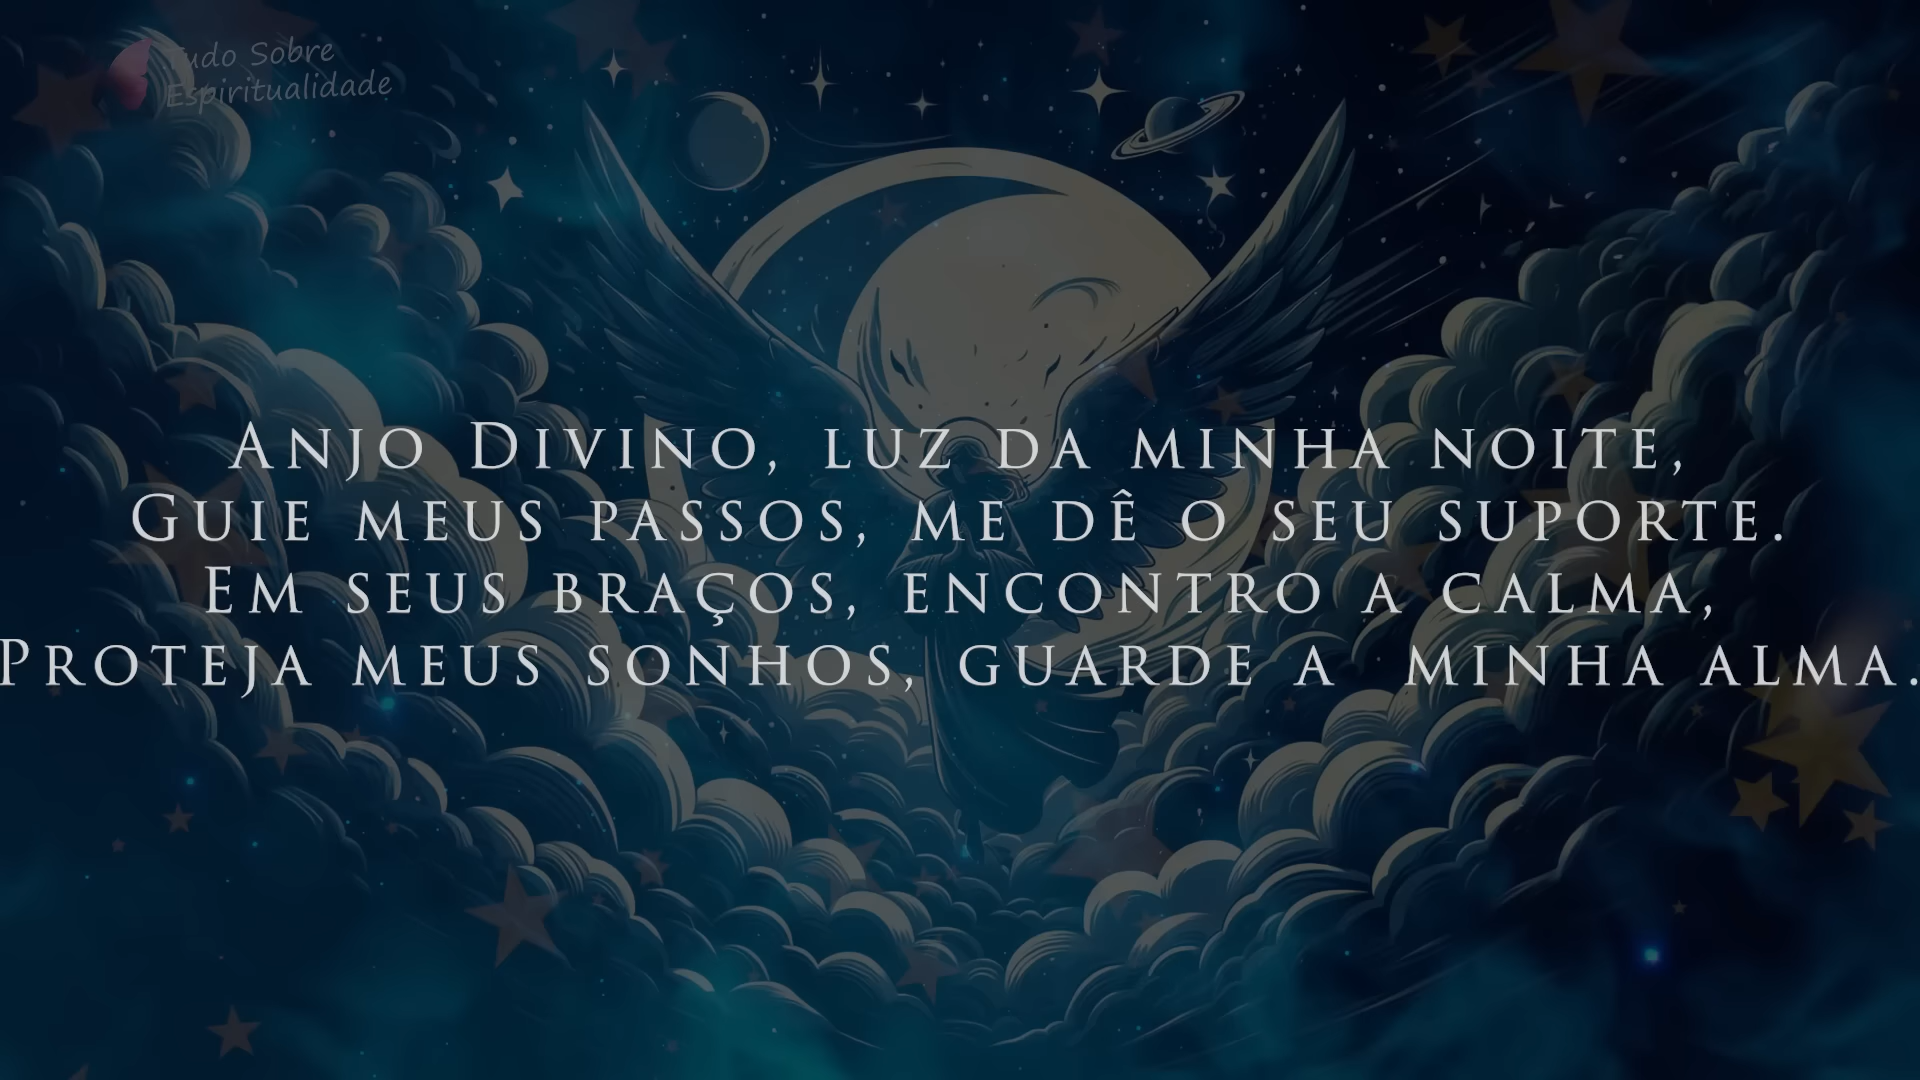 Tudo Sobre
Espiritualidade
Anjo Divino, luz da minha noite,
Guie meus passos, me dê o seu suporte.
Em seus braços, encontro a calma,
Proteja meus sonhos, guarde a minha alma.